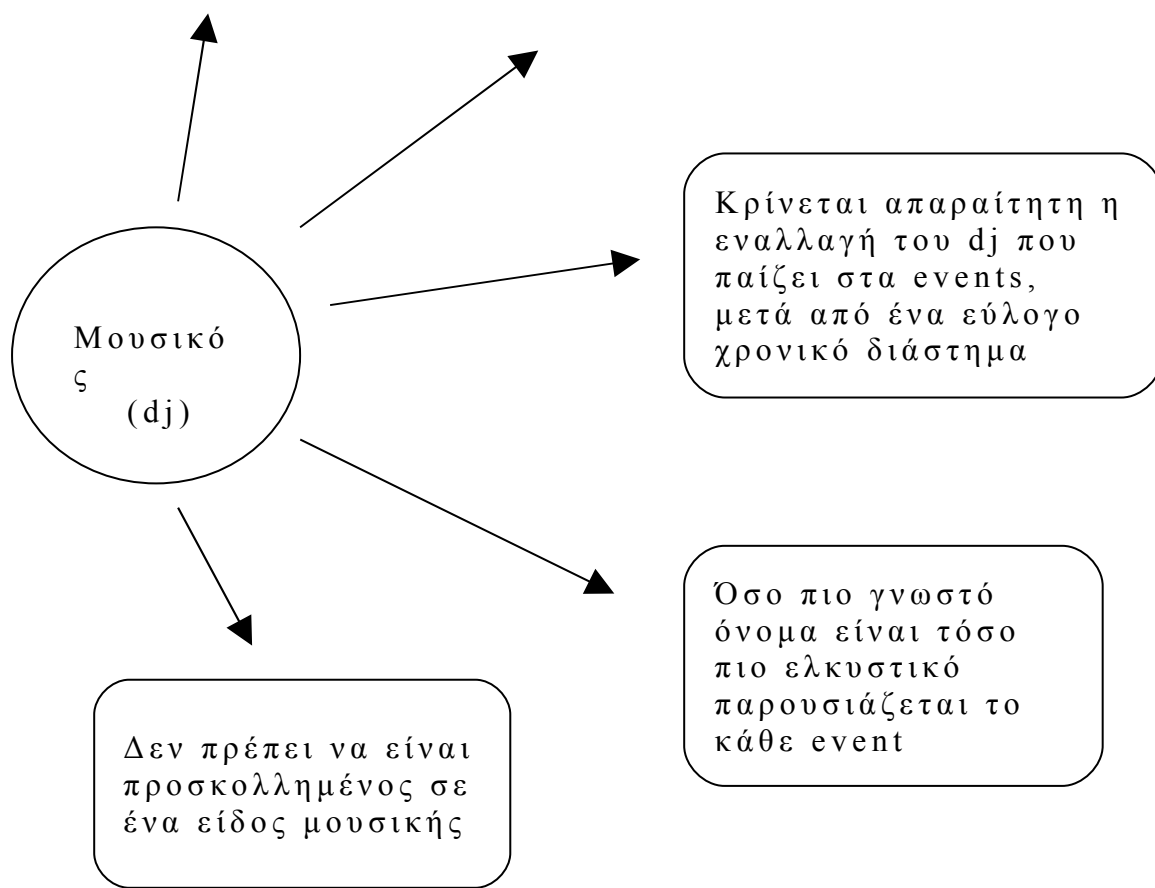 Μουσικό
ς
(dj)
Κρίνεται απαραίτητη η
εναλλαγή του dj που
παίζει στα events,
μετά από ένα εύλογο
χρονικό διάστημα
Όσο πιο γνωστό
όνομα είναι τόσο
πιο ελκυστικό
παρουσιάζεται το
κάθε event
Δεν πρέπει να είναι
προσκολλημένος σε
ένα είδος μουσικής